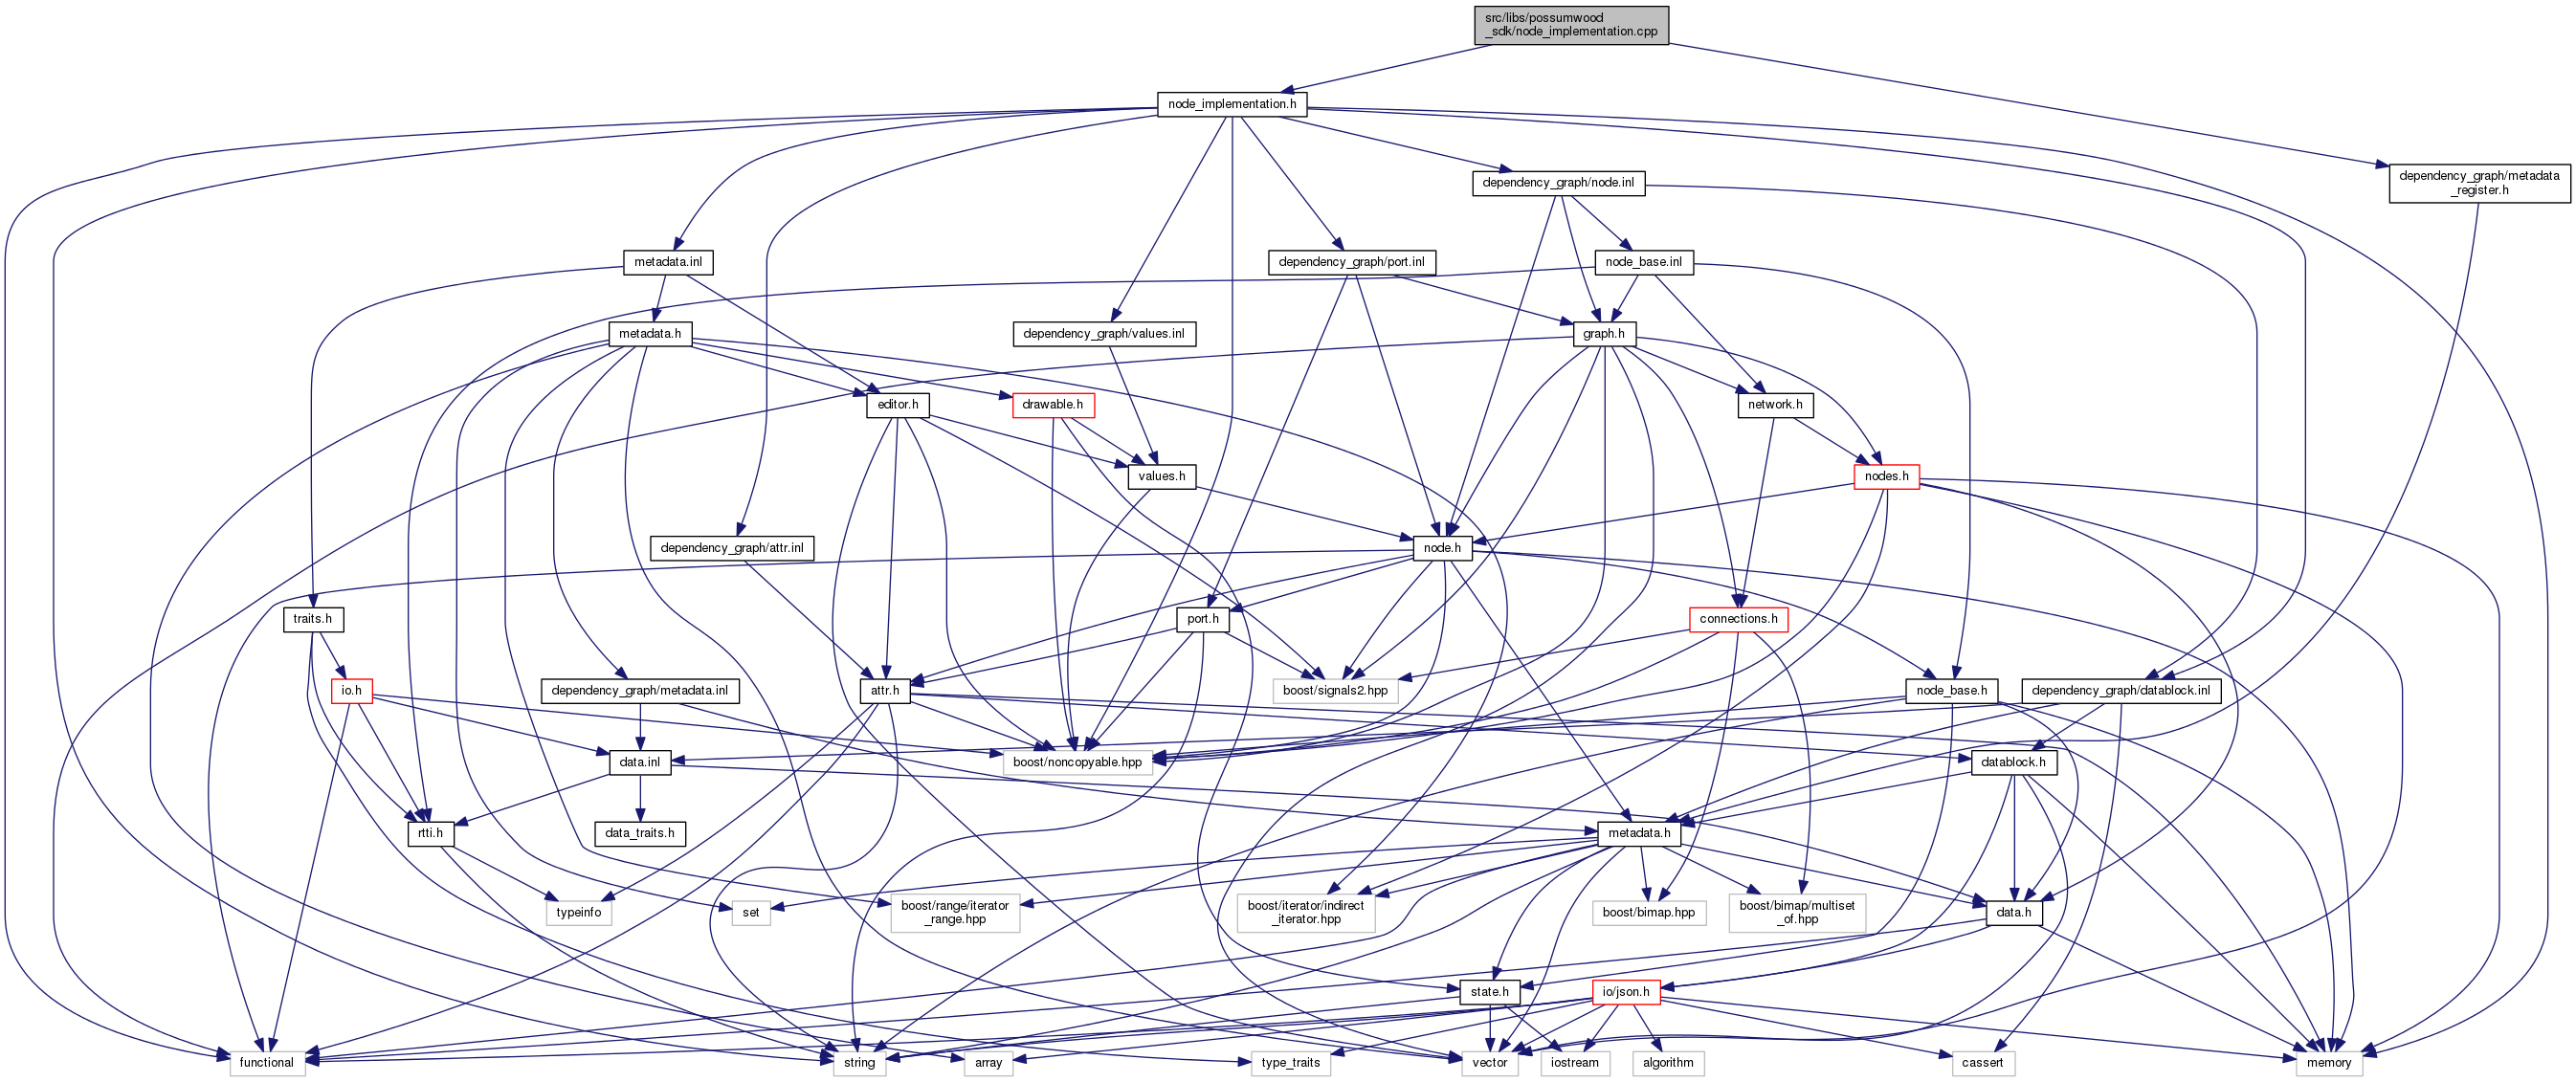 src/libs/possumwood
_sdk/node_implementation.cpp
node_implementation.h
dependency_graph/metadata
_register.h
dependency_graph/node.inl
metadata.inl
dependency_graph/port.inl
node_base.inl
metadata.h
dependency_graph/values.inl
graph.h
editor.h
drawable.h
network.h
values.h
nodes.h
dependency_graph/attr.inl
node.h
traits.h
port.h
connections.h
io.h
dependency_graph/metadata.inl
attr.h
boost/signals2.hpp
node_base.h
dependency_graph/datablock.inl
data.inl
boost/noncopyable.hpp
datablock.h
rtti.h
data_traits.h
metadata.h
typeinfo
set
boost/range/iterator
_range.hpp
boost/iterator/indirect
_iterator.hpp
boost/bimap.hpp
boost/bimap/multiset
_of.hpp
data.h
state.h
io/json.h
functional
string
array
type_traits
vector
iostream
algorithm
cassert
memory